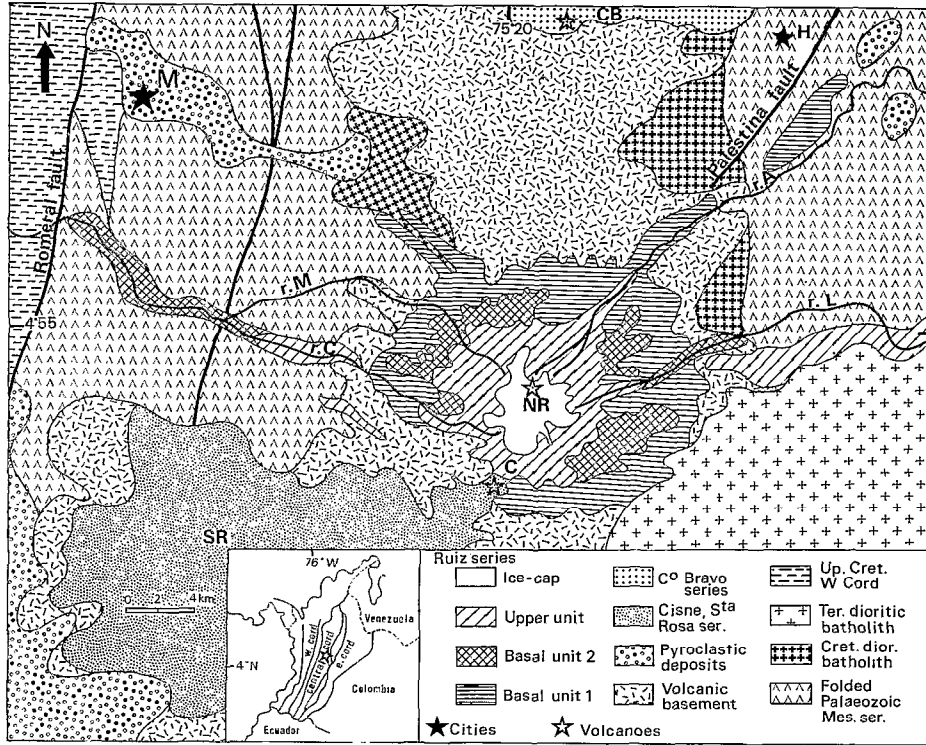 N
M
75°20
CB
H
Palestina fault
Romeral fault
r.M
r.C
4°55
r.L
NR
C
SR
0 2 4km
76°W
4°N
W. cord
Central cord
e. cord
Venezuela
Colombia
Ecuador
Ruiz series
Ice-cap
Upper unit
Basal unit 2
Basal unit 1
Cº Bravo
series
Cisne, Sta
Rosa ser.
Pyroclastic
deposits
Volcanic
basement
Up. Cret.
W Cord
Ter. dioritic
batholith
Cret. dior.
batholith
Folded
Palaeozoic
Mes. ser.
Cities
Volcanoes